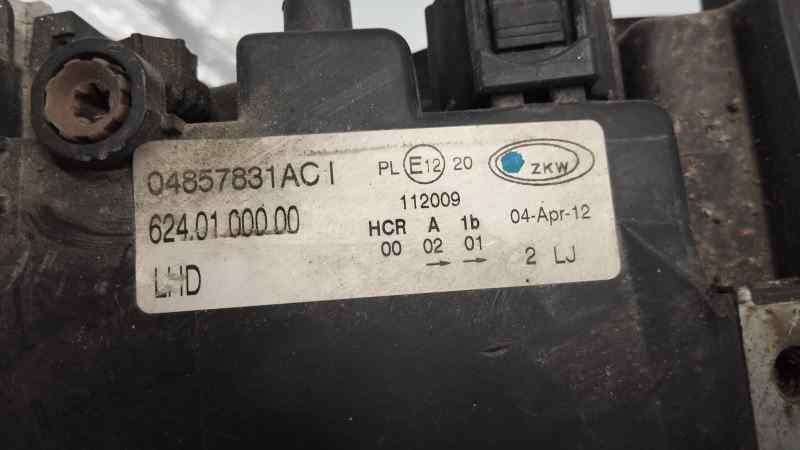 04857831AC I
624.01.000.00
LHD
PL E12 20
112009
HCR A 1b
00 02 01
→ →
ZKW
04-Apr-12
2 LJ